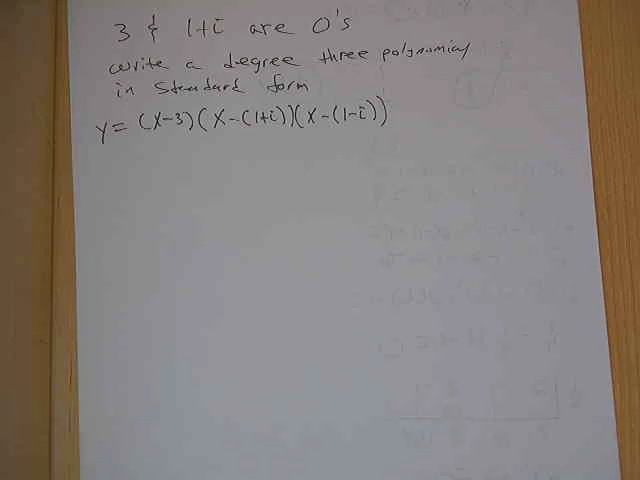 3 & 1+i are 0's
write a degree three polynomial
in standard form
y = (x-3)(x-(1+i))(x-(1-i))